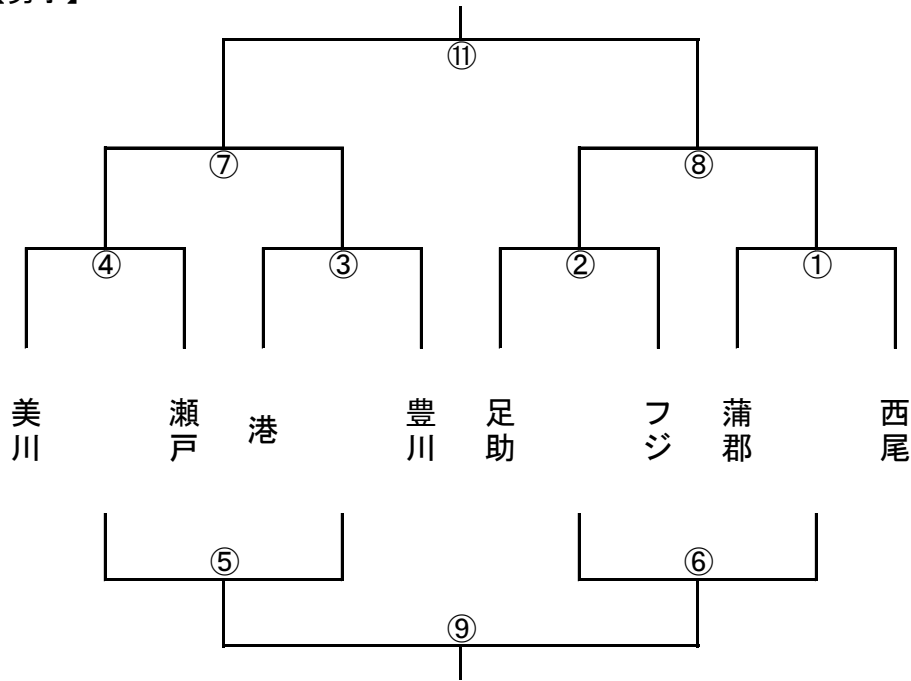 】
⑪
⑦ ⑧
④ ③ ② ①
美川 瀬戸 港 豊川 足助 フジ 蒲郡 西尾
⑤ ⑥
⑨